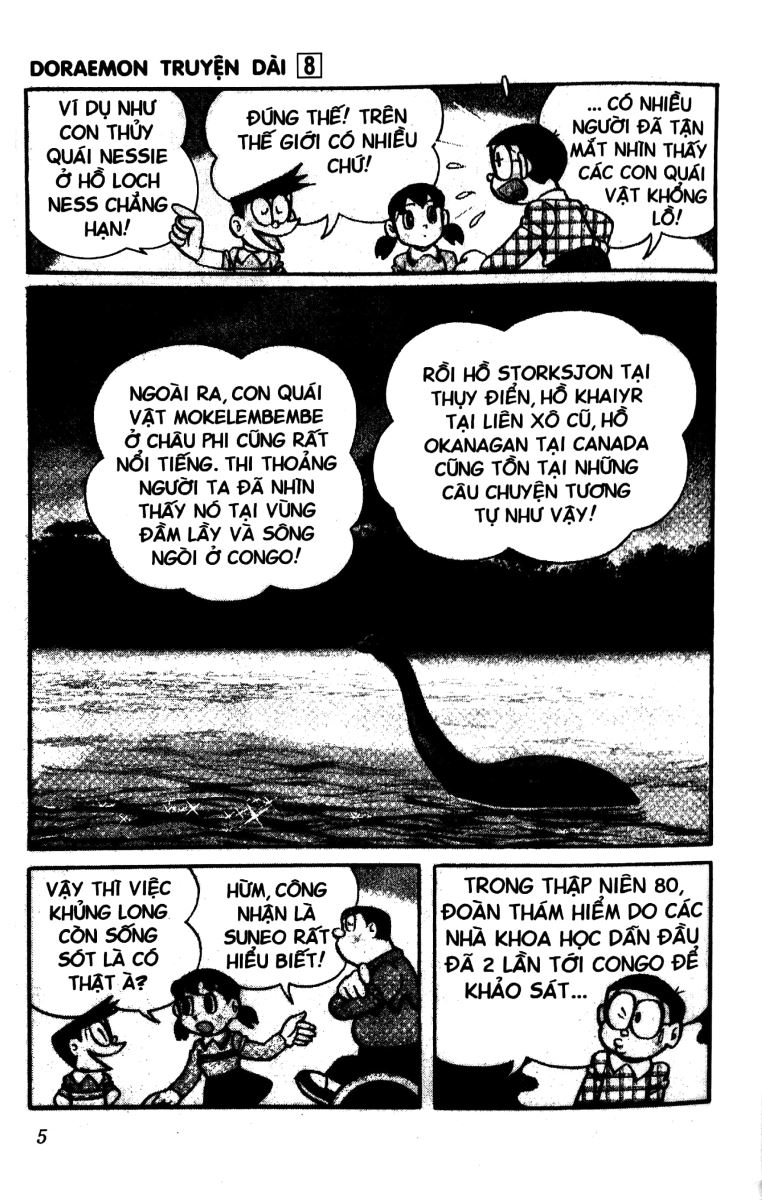 DORAEMON TRUYỆN DÀI 8
... CÓ NHIỀU
NGƯỜI ĐÃ TẬN
MẮT NHÌN THẤY
CÁC CON QUÁI
VẬT KHỔNG
LỒ!
ĐÚNG THẾ! TRÊN
THẾ GIỚI CÓ NHIỀU
CHỨ!
VÍ DỤ NHƯ
CON THỦY
QUÁI NESSIE
Ở HỒ LOCH
NESS CHẲNG
HẠN!
RỒI HỒ STORKSJON TẠI
THỤY ĐIỂN, HỒ KHAIYR
TẠI LIÊN XÔ CŨ, HỒ
OKANAGAN TẠI CANADA
CŨNG TỒN TẠI NHỮNG
CÂU CHUYỆN TƯƠNG
TỰ NHƯ VẬY!
NGOÀI RA, CON QUÁI
VẬT MOKELEMBEMBE
Ở CHÂU PHI CŨNG RẤT
NỔI TIẾNG. THI THOẢNG
NGƯỜI TA ĐÃ NHÌN
THẤY NÓ TẠI VÙNG
ĐẦM LẦY VÀ SÔNG
NGÒI Ở CONGO!
TRONG THẬP NIÊN 80,
ĐOÀN THÁM HIỂM DO CÁC
NHÀ KHOA HỌC DẪN ĐẦU
ĐÃ 2 LẦN TỚI CONGO ĐỂ
KHẢO SÁT...
HỪM, CÔNG
NHẬN LÀ
SUNEO RẤT
HIỂU BIẾT!
VẬY THÌ VIỆC
KHỦNG LONG
CÒN SỐNG
SÓT LÀ CÓ
THẬT À?
5